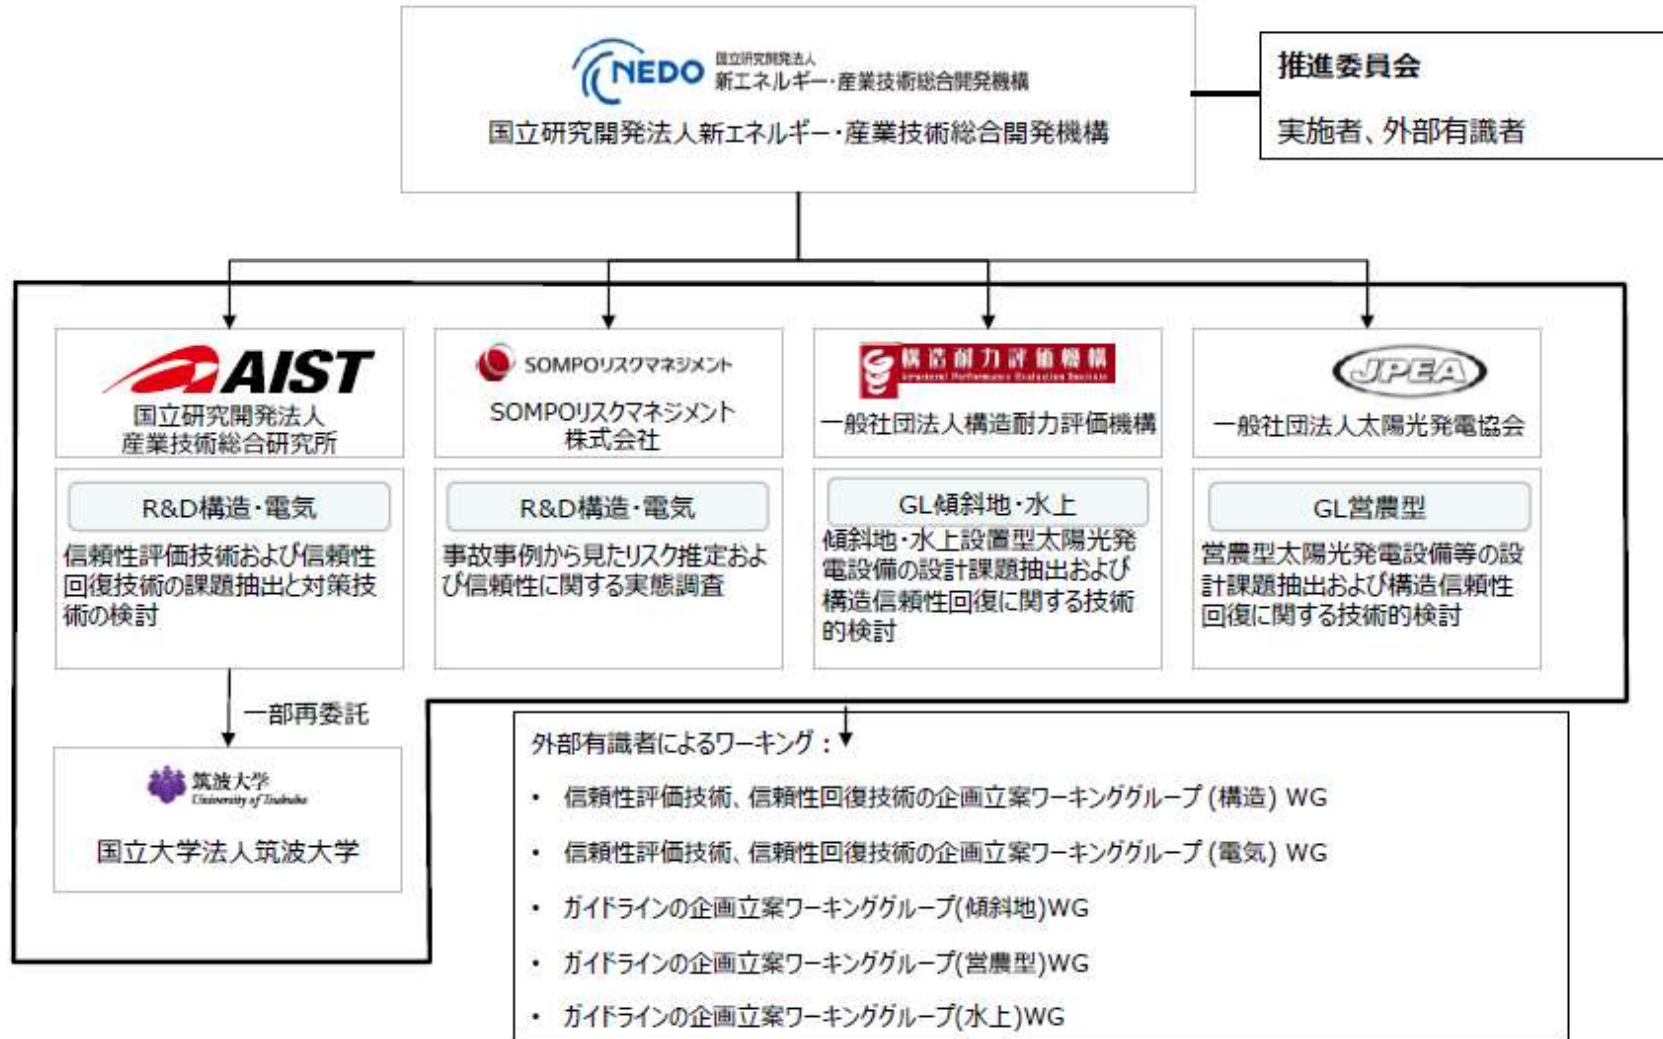 NEDO 国立研究開発法人
新エネルギー・産業技術総合開発機構
国立研究開発法人新エネルギー・産業技術総合開発機構
推進委員会
実施者、外部有識者
AIST
国立研究開発法人
産業技術総合研究所
R&D構造・電気
信頼性評価技術および信頼性
回復技術の課題抽出と対策技
術の検討
SOMPOリスクマネジメント
SOMPOリスクマネジメント
株式会社
R&D構造・電気
事故事例から見たリスク推定およ
び信頼性に関する実態調査
構造耐力評価機構
Structural Performance Evaluation Institute
一般社団法人構造耐力評価機構
GL傾斜地・水上
傾斜地・水上設置型太陽光発
電設備の設計課題抽出および
構造信頼性回復に関する技術
的検討
JPEA
一般社団法人太陽光発電協会
GL営農型
営農型太陽光発電設備等の設
計課題抽出および構造信頼性
回復に関する技術的検討
一部再委託
筑波大学
University of Tsukuba
国立大学法人筑波大学
外部有識者によるワーキング：
• 信頼性評価技術、信頼性回復技術の企画立案ワーキンググループ (構造) WG
• 信頼性評価技術、信頼性回復技術の企画立案ワーキンググループ (電気) WG
• ガイドラインの企画立案ワーキンググループ(傾斜地)WG
• ガイドラインの企画立案ワーキンググループ(営農型)WG
• ガイドラインの企画立案ワーキンググループ(水上)WG